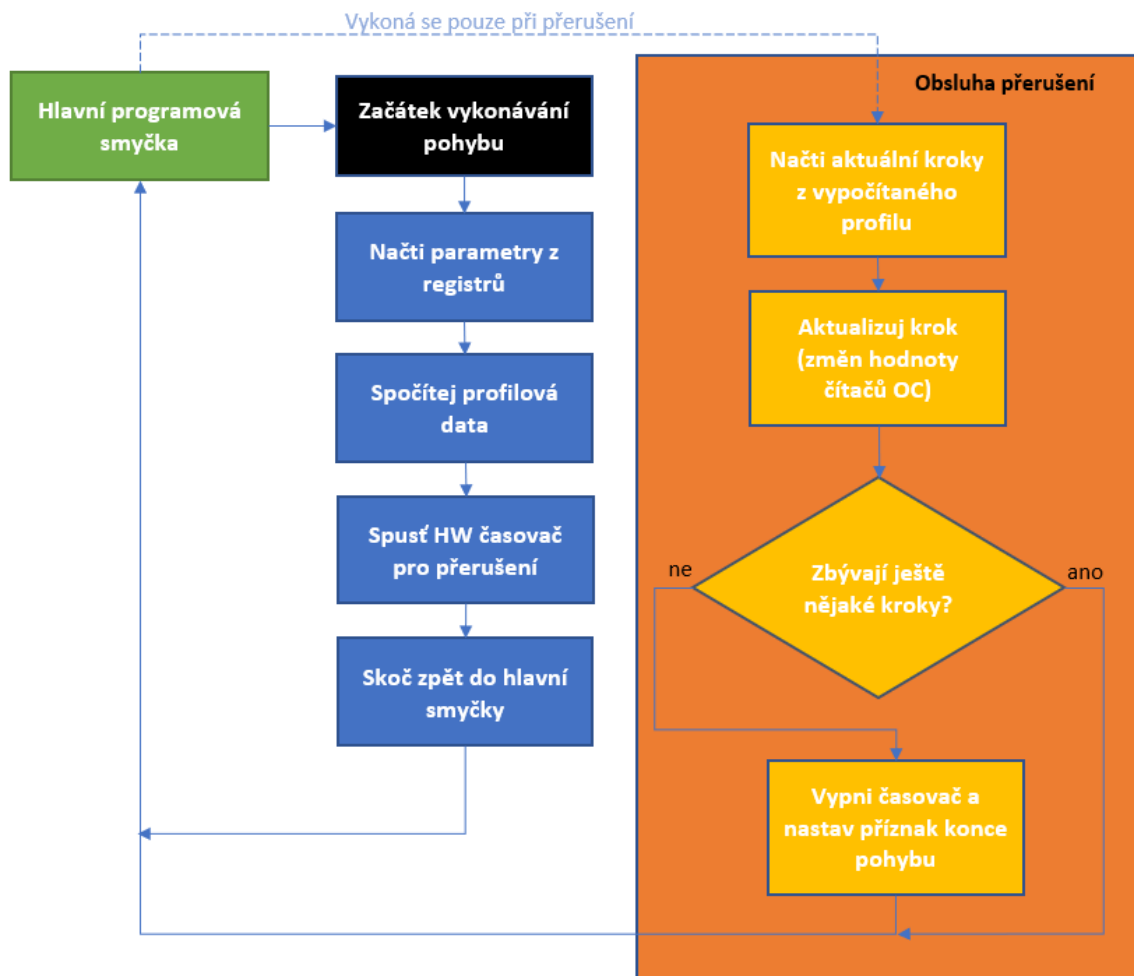 Vykoná se pouze při přerušení
Hlavní programová
smyčka
Začátek vykonávání
pohybu
Načti parametry z
registrů
Spočítej profilová
data
Spusť HW časovač
pro přerušení
Skoč zpět do hlavní
smyčky
Obsluha přerušení
Načti aktuální kroky
z vypočítaného
profilu
Aktualizuj krok
(změn hodnoty
čítačů OC)
Zbývají ještě
nějaké kroky?
ne
ano
Vypni časovač a
nastav příznak konce
pohybu